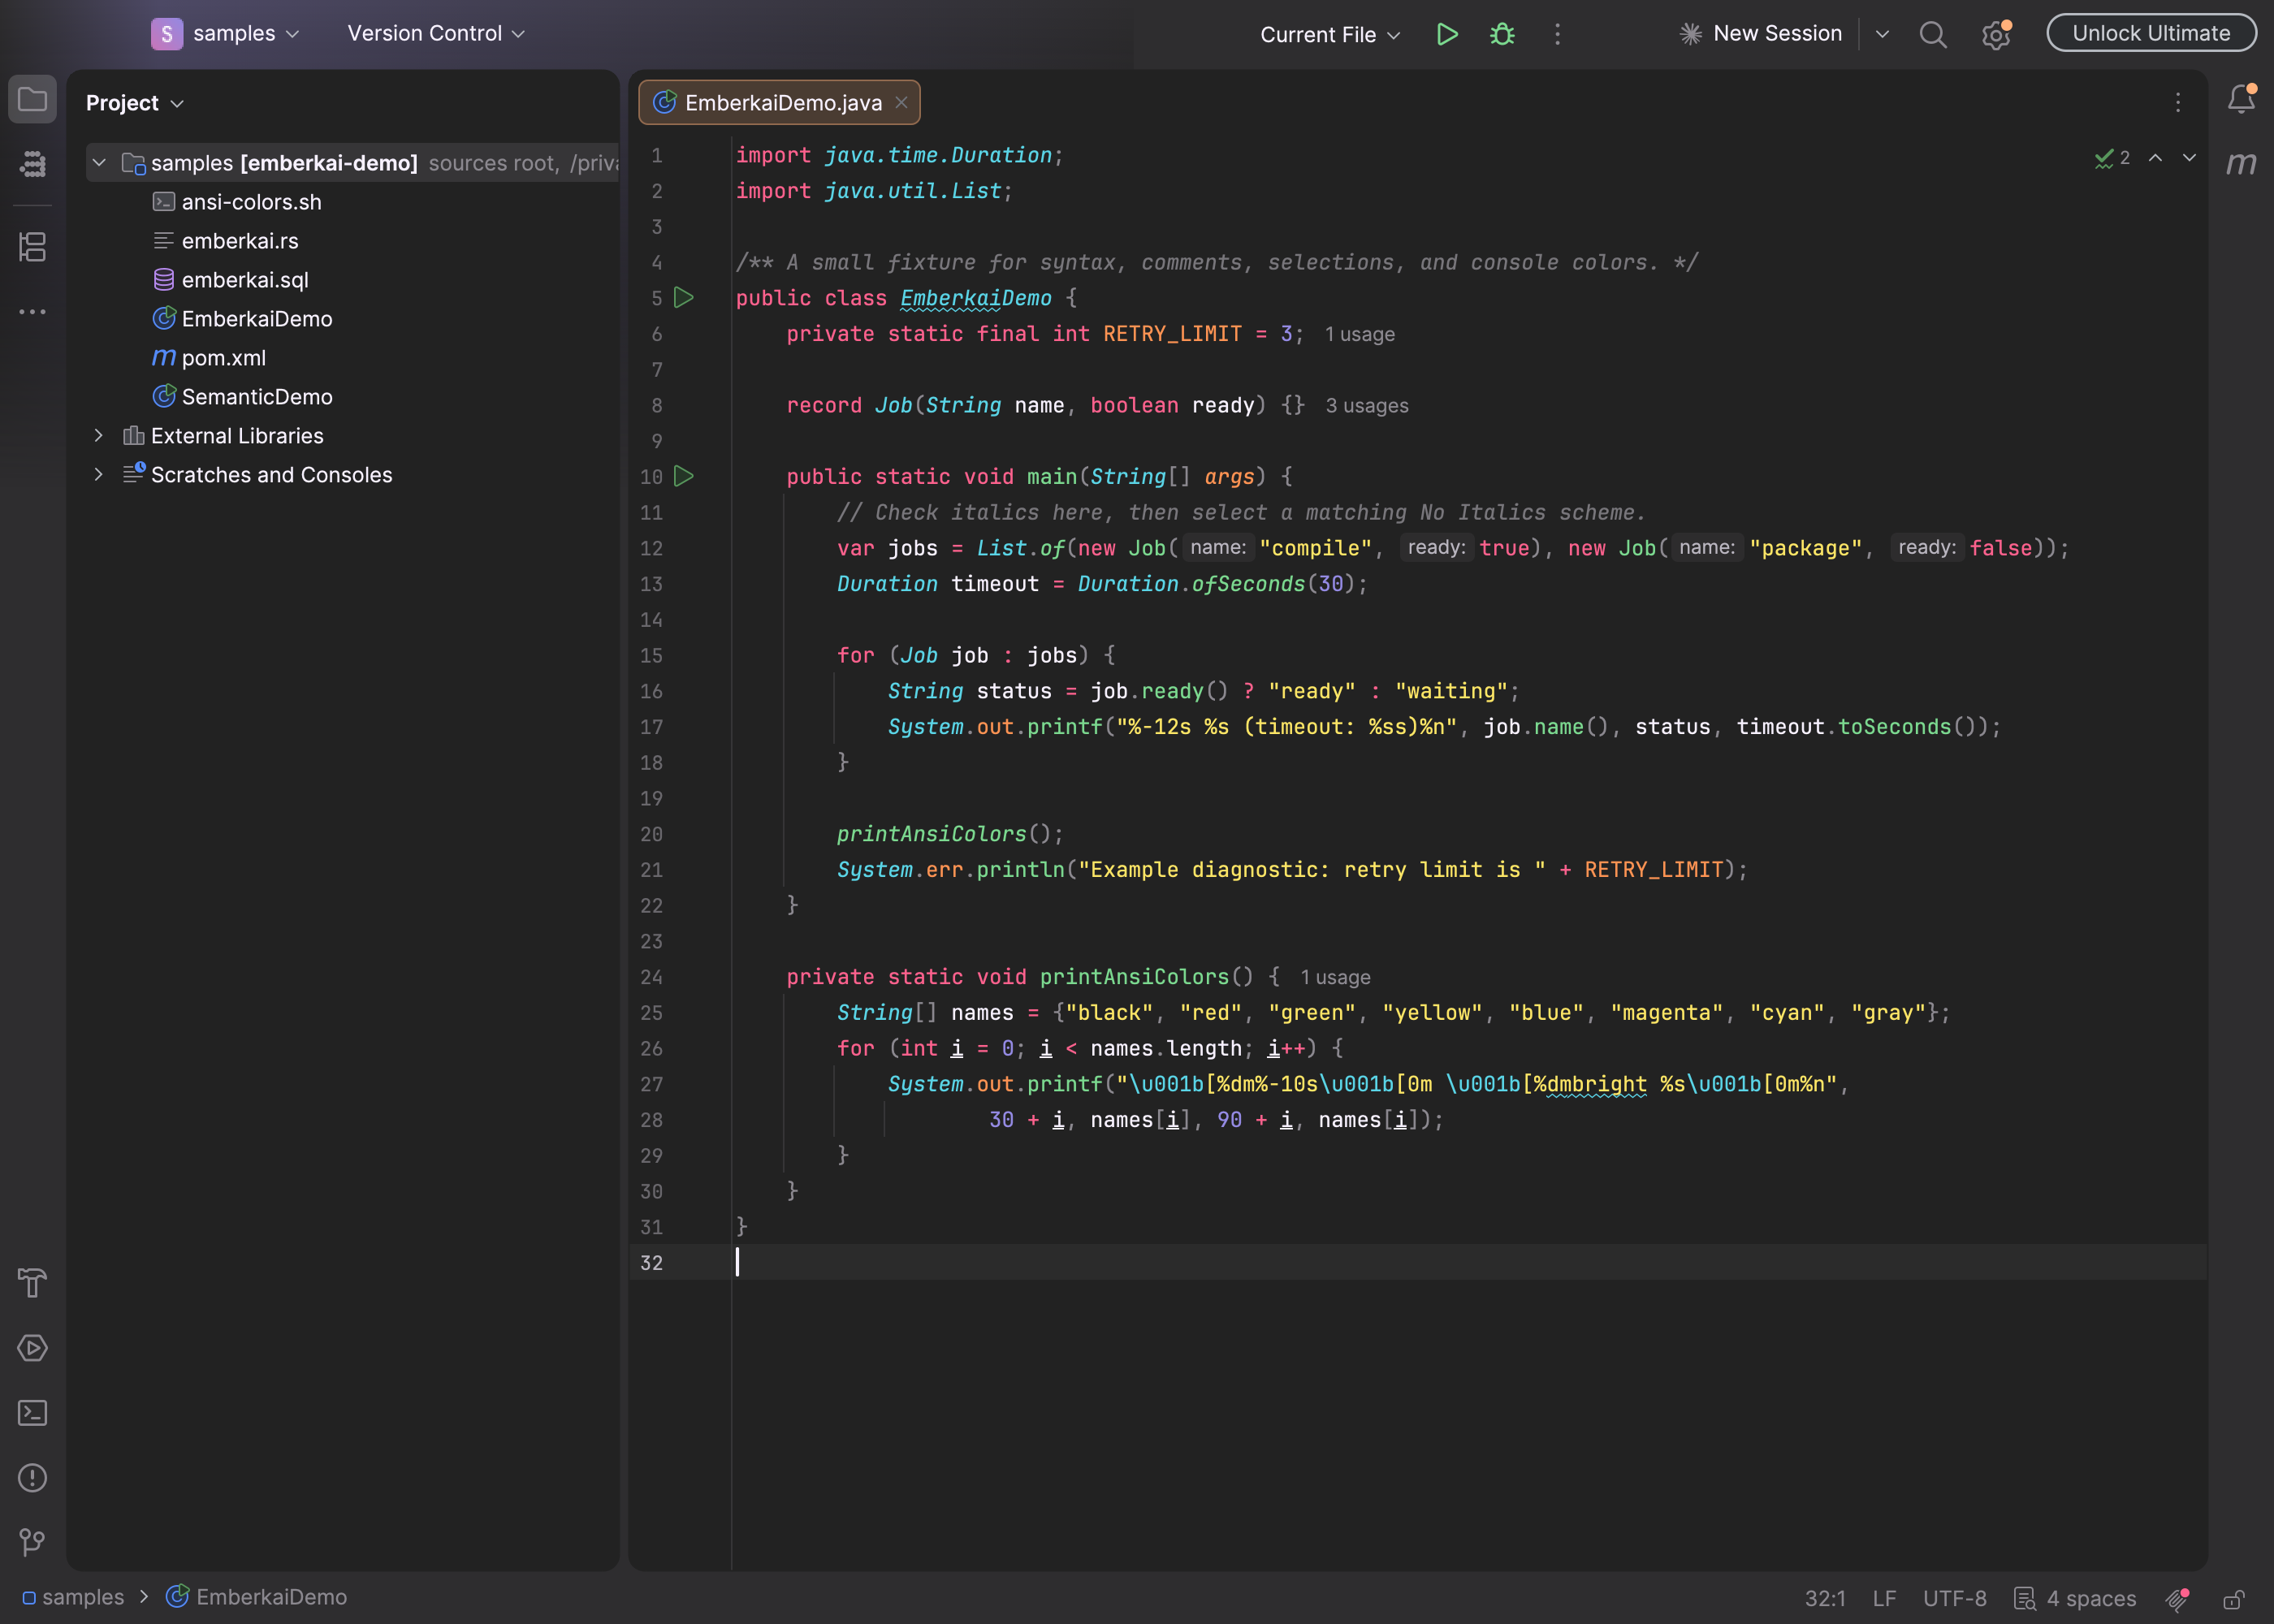 S samples Version Control Current File New Session Unlock Ultimate
Project
samples [emberkai-demo] sources root, /priv
ansi-colors.sh
emberkai.rs
emberkai.sql
EmberkaiDemo
m pom.xml
SemanticDemo
External Libraries
Scratches and Consoles
EmberkaiDemo.java
2
m
1 import java.time.Duration;
2 import java.util.List;
3
4 /** A small fixture for syntax, comments, selections, and console colors. */
5 public class EmberkaiDemo {
6 private static final int RETRY_LIMIT = 3; 1 usage
7
8 record Job(String name, boolean ready) {} 3 usages
9
10 public static void main(String[] args) {
11 // Check italics here, then select a matching No Italics scheme.
12 var jobs = List.of(new Job( name: "compile", ready: true), new Job( name: "package", ready: false));
13 Duration timeout = Duration.ofSeconds(30);
14
15 for (Job job : jobs) {
16 String status = job.ready() ? "ready" : "waiting";
17 System.out.printf("%-12s %s (timeout: %ss)%n", job.name(), status, timeout.toSeconds());
18 }
19
20 printAnsiColors();
21 System.err.println("Example diagnostic: retry limit is " + RETRY_LIMIT);
22 }
23
24 private static void printAnsiColors() { 1 usage
25 String[] names = {"black", "red", "green", "yellow", "blue", "magenta", "cyan", "gray"};
26 for (int i = 0; i < names.length; i++) {
27 System.out.printf("\u001b[%dm%-10s\u001b[0m \u001b[%dmbright %s\u001b[0m%n",
28 30 + i, names[i], 90 + i, names[i]);
29 }
30 }
31 }
32
samples > EmberkaiDemo
32:1 LF UTF-8 4 spaces